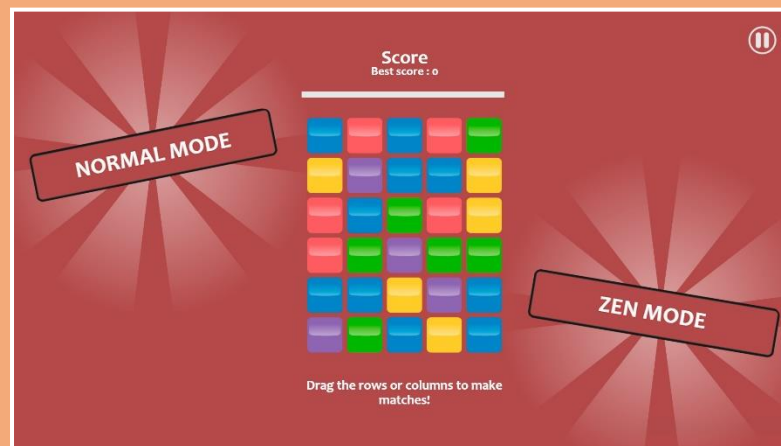 Score
Best score : 0
NORMAL MODE
ZEN MODE
Drag the rows or columns to make
matches!